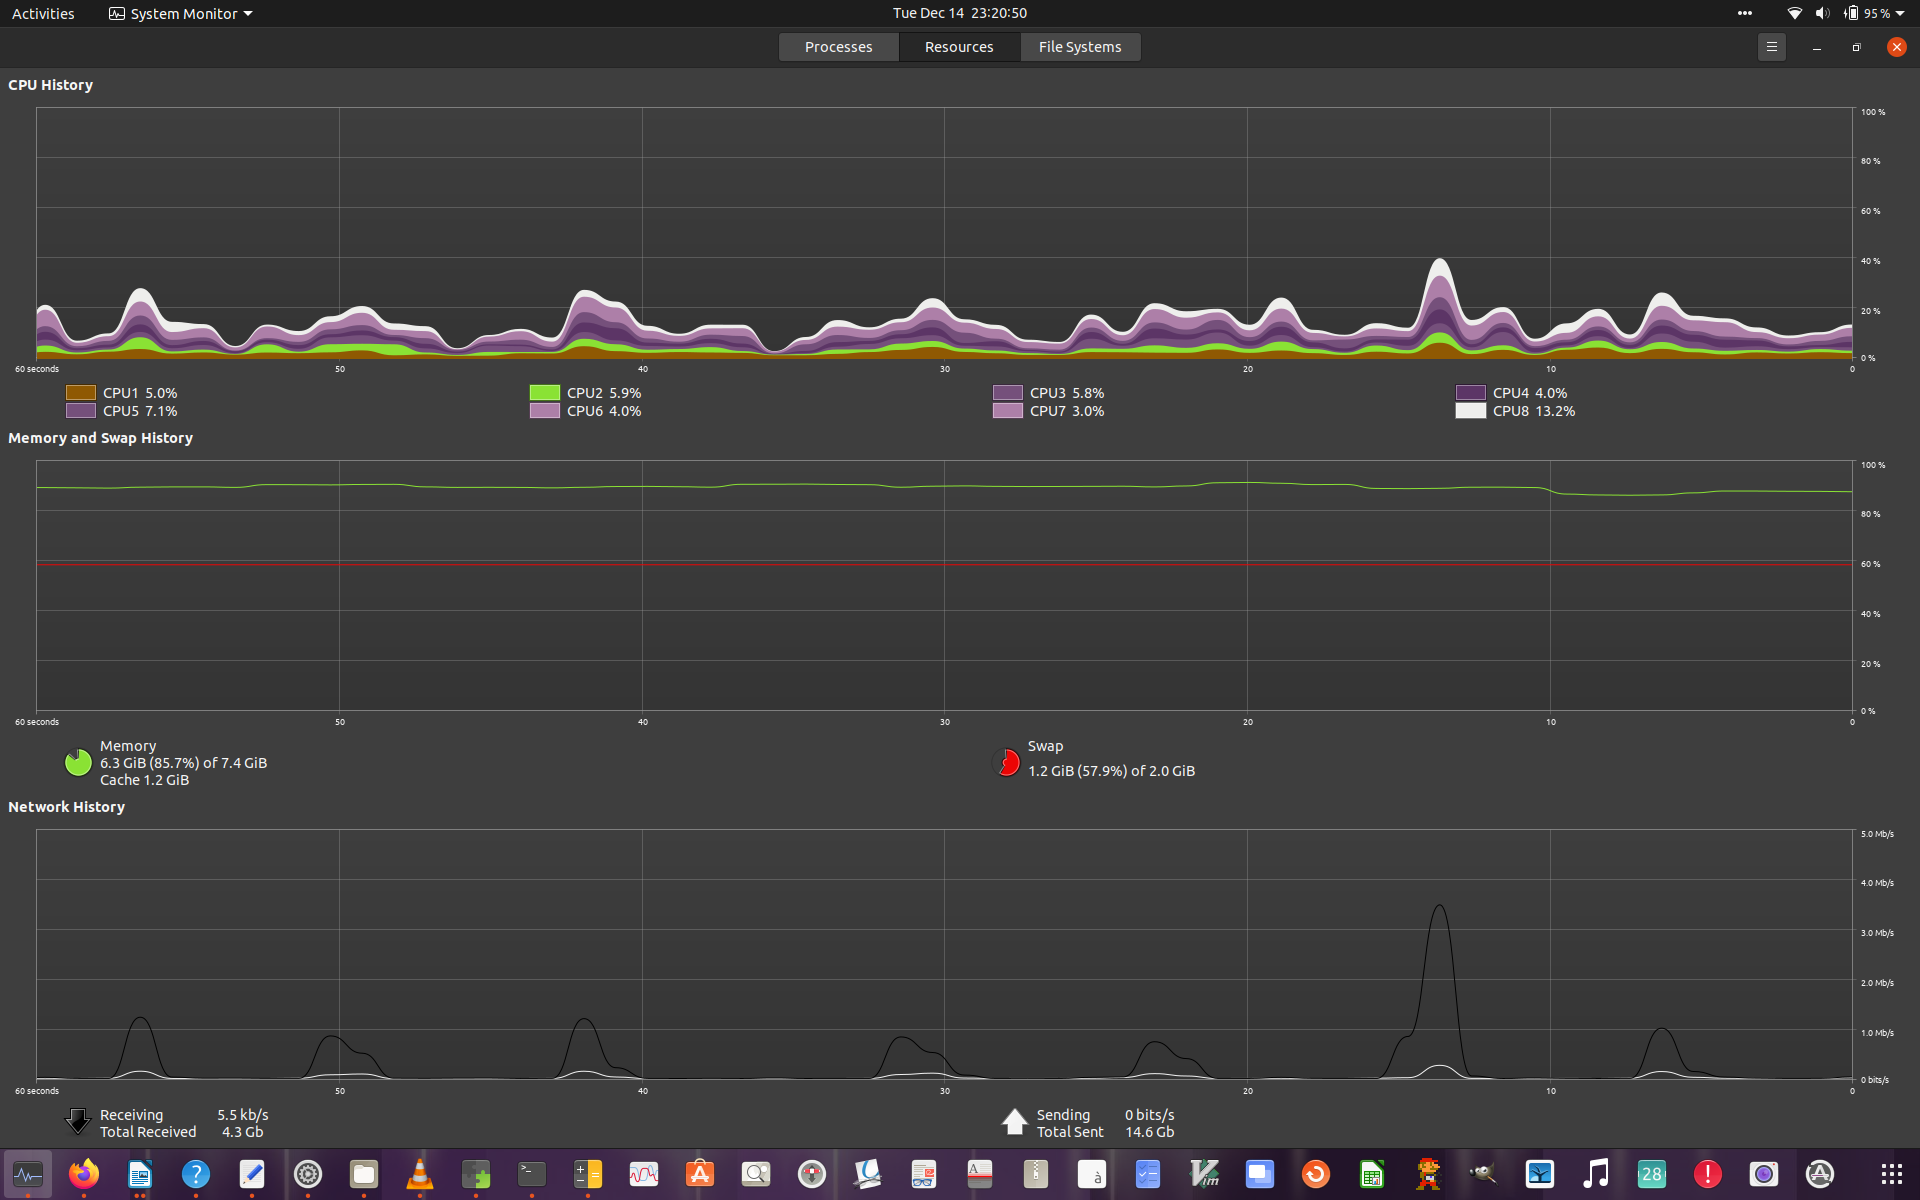 Activities System Monitor Tue Dec 14 23:20:50 95 %
Processes Resources File Systems
CPU History
100 %
80 %
60 %
40 %
20 %
0 %
60 seconds 50 40 30 20 10 0
CPU1 5.0% CPU2 5.9% CPU3 5.8% CPU4 4.0%
CPU5 7.1% CPU6 4.0% CPU7 3.0% CPU8 13.2%
Memory and Swap History
100 %
80 %
60 %
40 %
20 %
0 %
60 seconds 50 40 30 20 10 0
Memory
6.3 GiB (85.7%) of 7.4 GiB
Cache 1.2 GiB
Swap
1.2 GiB (57.9%) of 2.0 GiB
Network History
5.0 Mb/s
4.0 Mb/s
3.0 Mb/s
2.0 Mb/s
1.0 Mb/s
0 bits/s
60 seconds 50 40 30 20 10 0
Receiving 5.5 kb/s
Total Received 4.3 Gb
Sending 0 bits/s
Total Sent 14.6 Gb
? >_ A A à Vim 28 !